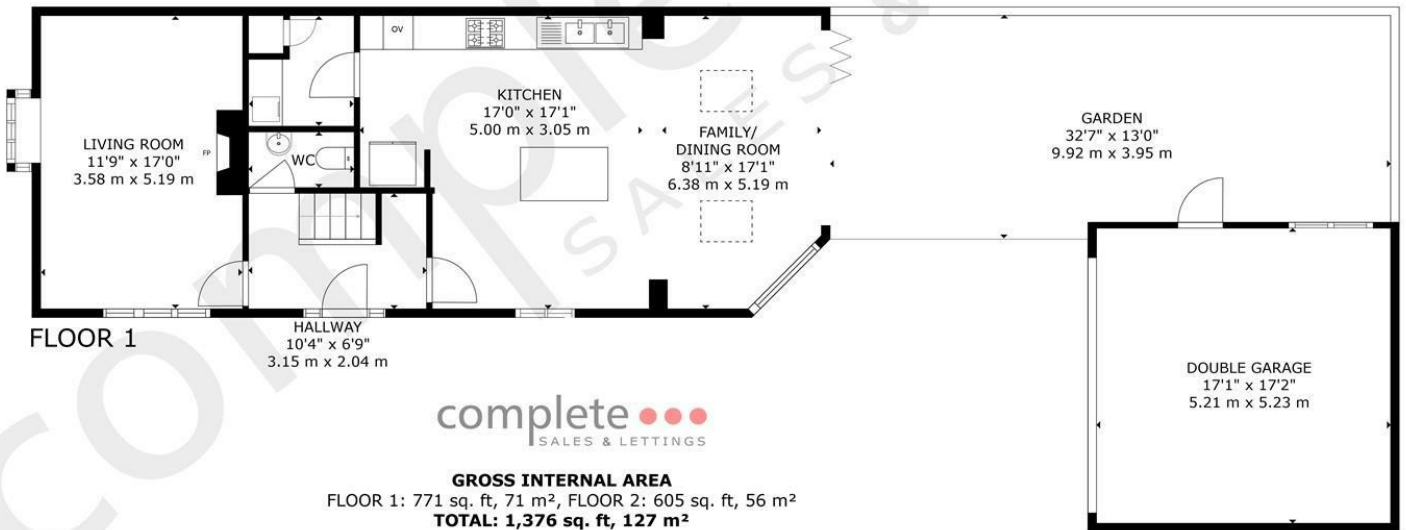 OV
KITCHEN
17'0" x 17'1"
5.00 m x 3.05 m
LIVING ROOM
11'9" x 17'0"
3.58 m x 5.19 m
FP
WC
FAMILY/
DINING ROOM
8'11" x 17'1"
6.38 m x 5.19 m
GARDEN
32'7" x 13'0"
9.92 m x 3.95 m
FLOOR 1
HALLWAY
10'4" x 6'9"
3.15 m x 2.04 m
DOUBLE GARAGE
17'1" x 17'2"
5.21 m x 5.23 m
complete
SALES & LETTINGS
GROSS INTERNAL AREA
FLOOR 1: 771 sq. ft, 71 m², FLOOR 2: 605 sq. ft, 56 m²
TOTAL: 1,376 sq. ft, 127 m²
comple
SALES &